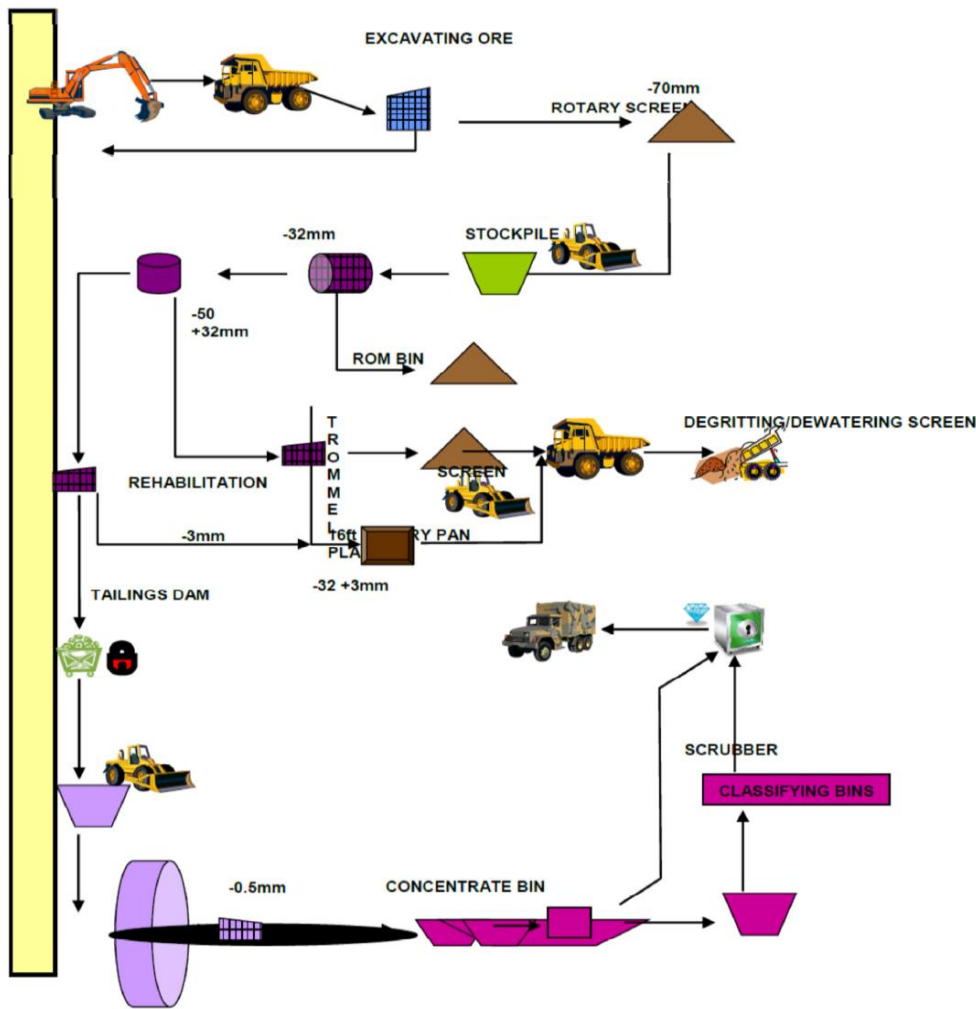 EXCAVATING ORE
-70mm
ROTARY SCREEN
STOCKPILE
-32mm
-50
+32mm
ROM BIN
TROMMEL
DEGRITTING/DEWATERING SCREEN
SCREEN
REHABILITATION
-3mm
16ft RY PAN
PLA
-32 +3mm
TAILINGS DAM
SCRUBBER
CLASSIFYING BINS
-0.5mm
CONCENTRATE BIN